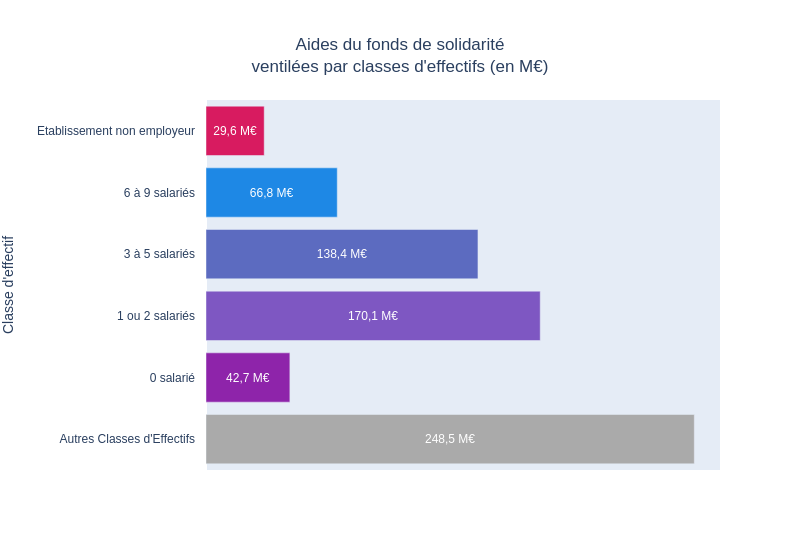 Aides du fonds de solidarité
ventilées par classes d'effectifs (en M€)
Classe d'effectif
Etablissement non employeur
29,6 M€
6 à 9 salariés
66,8 M€
3 à 5 salariés
138,4 M€
1 ou 2 salariés
170,1 M€
0 salarié
42,7 M€
Autres Classes d'Effectifs
248,5 M€